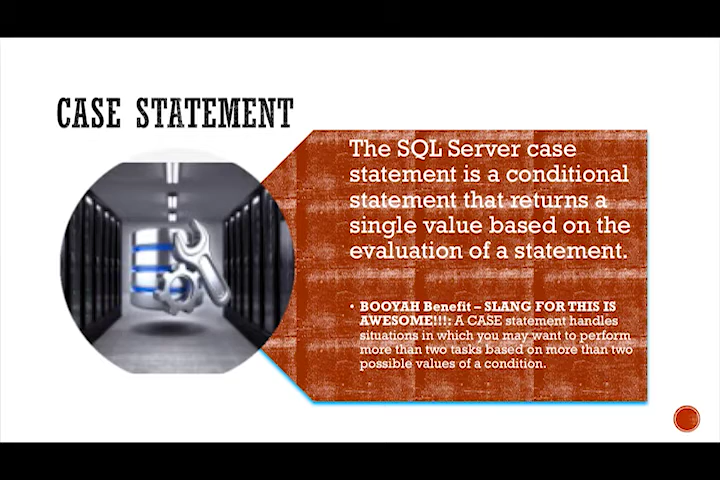 CASE STATEMENT
The SQL Server case
statement is a conditional
statement that returns a
single value based on the
evaluation of a statement.
• BOOYAH Benefit – SLANG FOR THIS IS
AWESOME!!!: A CASE statement handles
situations in which you may want to perform
more than two tasks based on more than two
possible values of a condition.